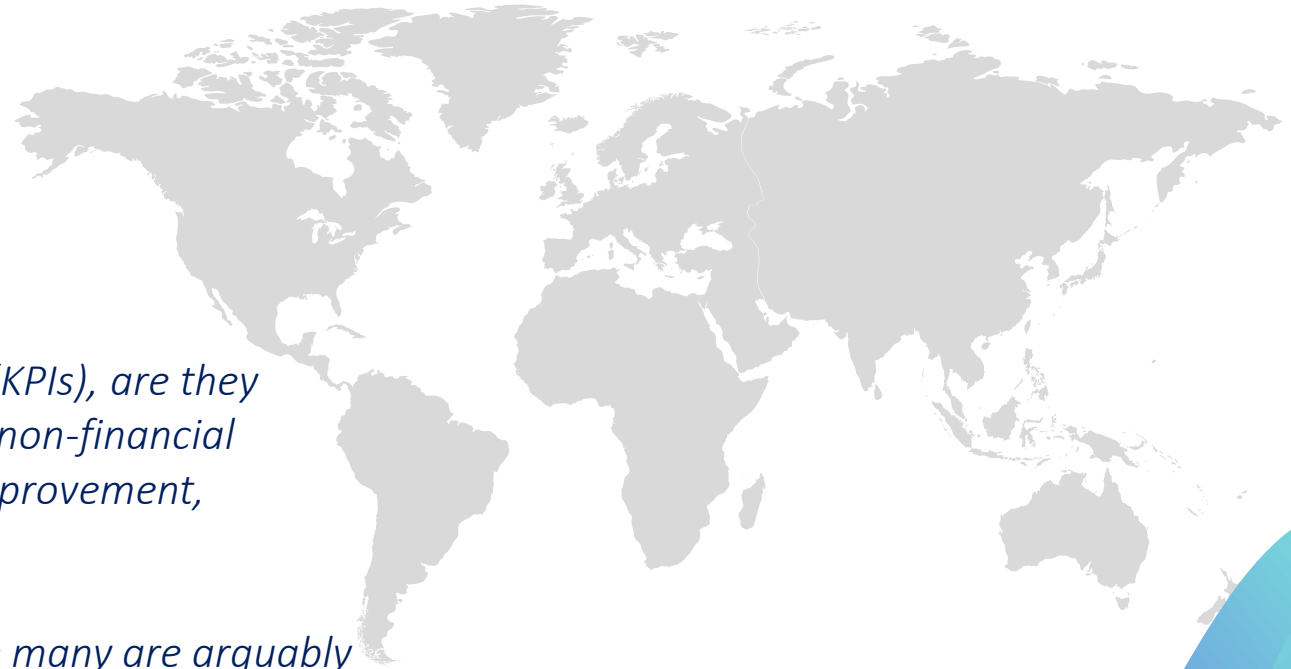 (KPIs), are they
non-financial
provement,
many are arguably